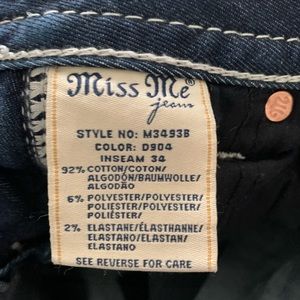 Miss Me
jeans
STYLE NO: M3493B
COLOR: D904
INSEAM 34
92% COTTON/COTON/
ALGODÓN/BAUMWOLLE/
ALGODÃO
6% POLYESTER/POLYESTER/
POLIÉSTER/POLYESTER/
POLIÉSTER/
2% ELASTANE/ÉLASTHANNE/
ELASTANO/ELASTAN/
ELASTANO
SEE REVERSE FOR CARE